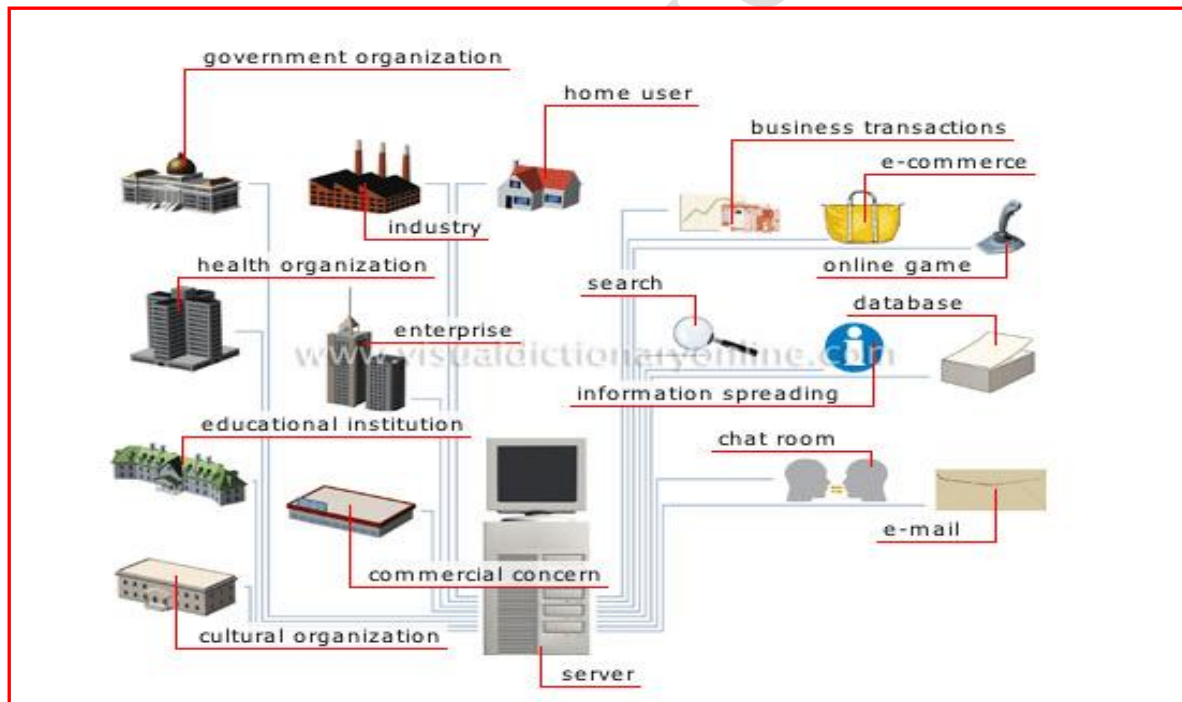 government organization
home user
business transactions
e-commerce
industry
health organization
online game
search
database
enterprise
www.visualdictionaryonline.com
information spreading
educational institution
chat room
e-mail
commercial concern
cultural organization
server